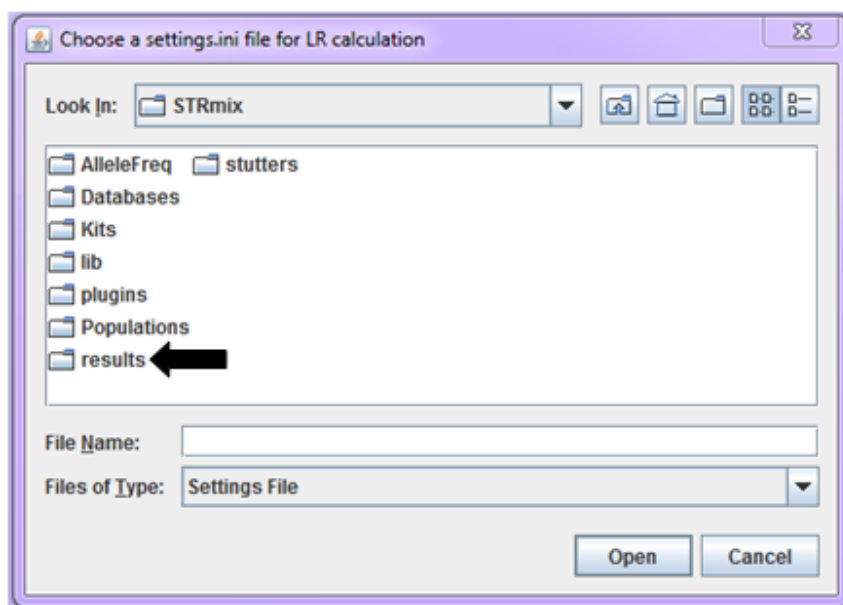 Choose a settings.ini file for LR calculation
Look In: STRmix
AlleleFreq stutters
Databases
Kits
lib
plugins
Populations
results
File Name:
Files of Type: Settings File
Open Cancel